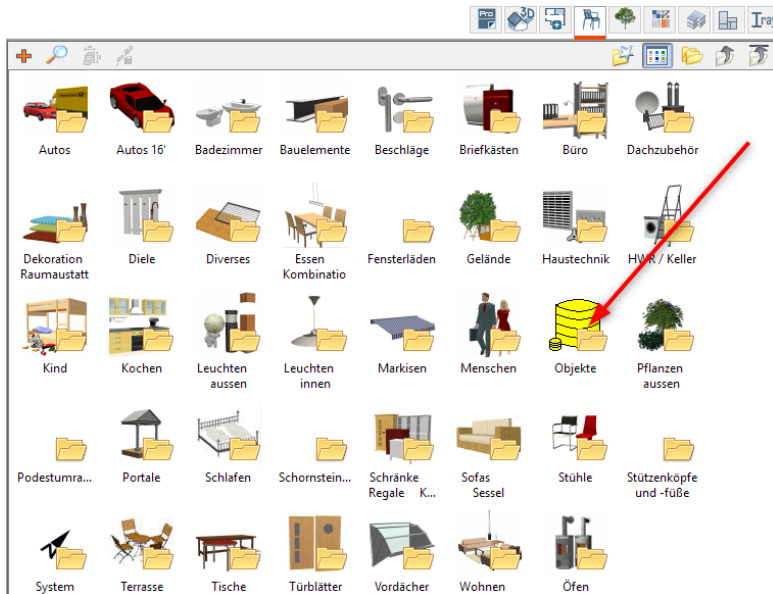 Pro
3D
Autos
Autos 16'
Badezimmer
Bauelemente
Beschläge
Briefkästen
Büro
Dachzubehör
Dekoration
Raumaustatt
Diele
Diverses
Essen
Kombinatio
Fensterläden
Gelände
Haustechnik
HWR / Keller
Kind
Kochen
Leuchten
aussen
Leuchten
innen
Markisen
Menschen
Objekte
Pflanzen
aussen
Podestumra...
Portale
Schlafen
Schornstein...
Schränke
Regale K...
Sofas
Sessel
Stühle
Stützenköpfe
und -füße
System
Terrasse
Tische
Türblätter
Vordächer
Wohnen
Öfen